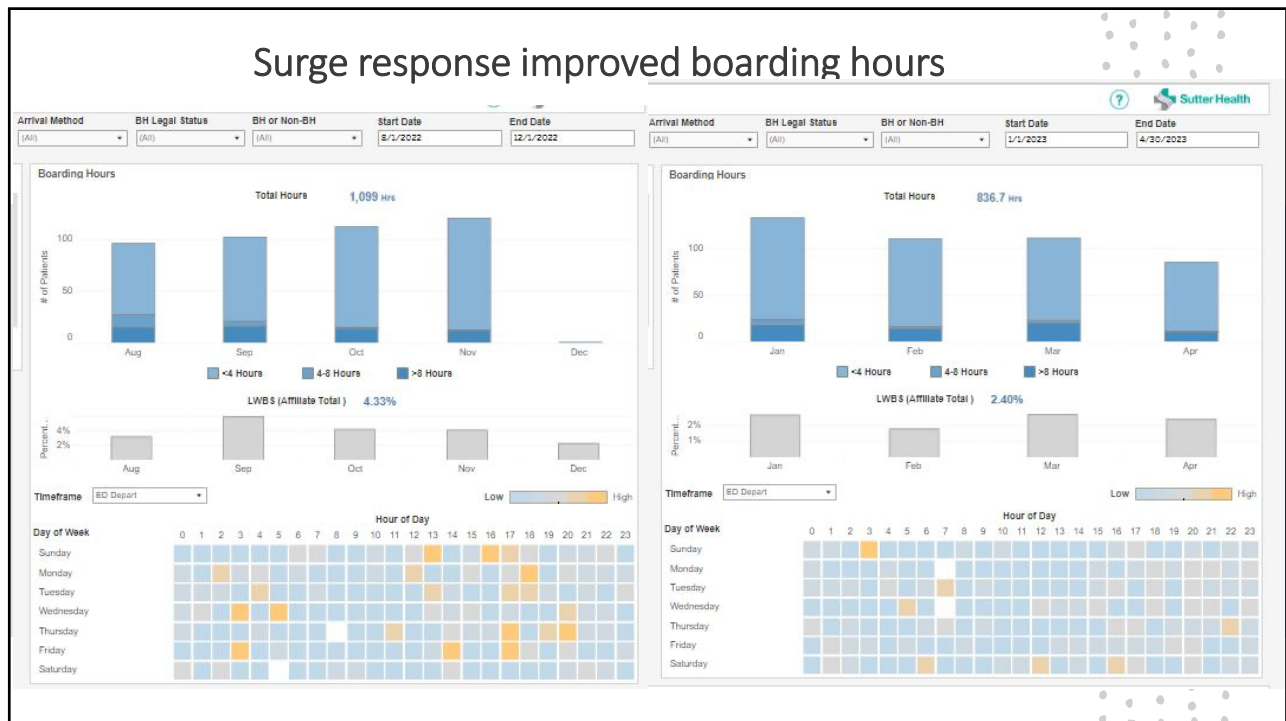 Surge response improved boarding hours
? Sutter Health
Arrival Method BH Legal Status BH or Non-BH Start Date End Date
(All) (All) (All) 8/1/2022 12/1/2022
Boarding Hours
Total Hours 1,099 Hrs
# of Patients
100
50
0
Aug Sep Oct Nov Dec
<4 Hours 4-8 Hours >8 Hours
LWBS (Affiliate Total ) 4.33%
Percent...
4%
2%
Aug Sep Oct Nov Dec
Timeframe ED Depart Low High
Hour of Day
Day of Week 0 1 2 3 4 5 6 7 8 9 10 11 12 13 14 15 16 17 18 19 20 21 22 23
Sunday
Monday
Tuesday
Wednesday
Thursday
Friday
Saturday
Arrival Method BH Legal Status BH or Non-BH Start Date End Date
(All) (All) (All) 1/1/2023 4/30/2023
Boarding Hours
Total Hours 836.7 Hrs
# of Patients
100
50
0
Jan Feb Mar Apr
<4 Hours 4-8 Hours >8 Hours
LWBS (Affiliate Total ) 2.40%
Percent...
2%
1%
Jan Feb Mar Apr
Timeframe ED Depart Low High
Hour of Day
Day of Week 0 1 2 3 4 5 6 7 8 9 10 11 12 13 14 15 16 17 18 19 20 21 22 23
Sunday
Monday
Tuesday
Wednesday
Thursday
Friday
Saturday